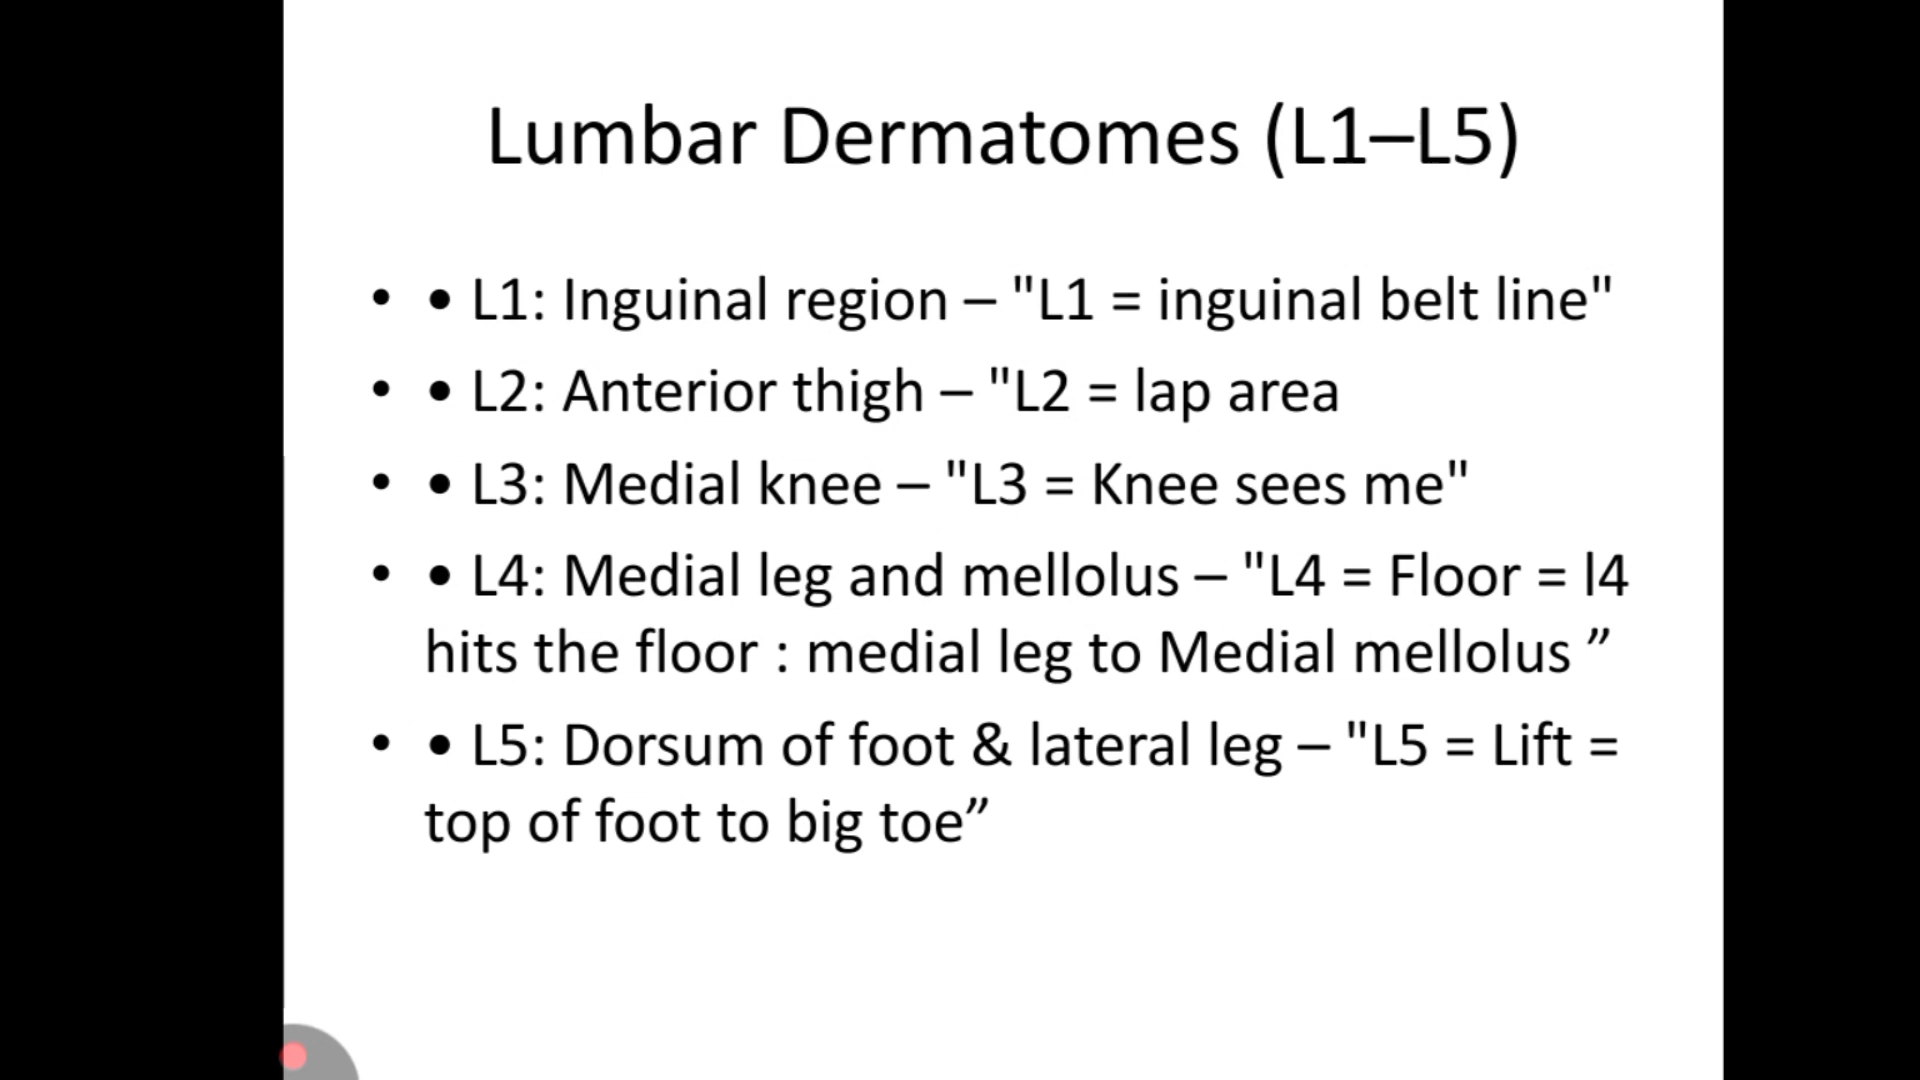 Lumbar Dermatomes (L1–L5)
• • L1: Inguinal region – "L1 = inguinal belt line"
• • L2: Anterior thigh – "L2 = lap area
• • L3: Medial knee – "L3 = Knee sees me"
• • L4: Medial leg and mellolus – "L4 = Floor = l4
hits the floor : medial leg to Medial mellolus ”
• • L5: Dorsum of foot & lateral leg – "L5 = Lift =
top of foot to big toe”